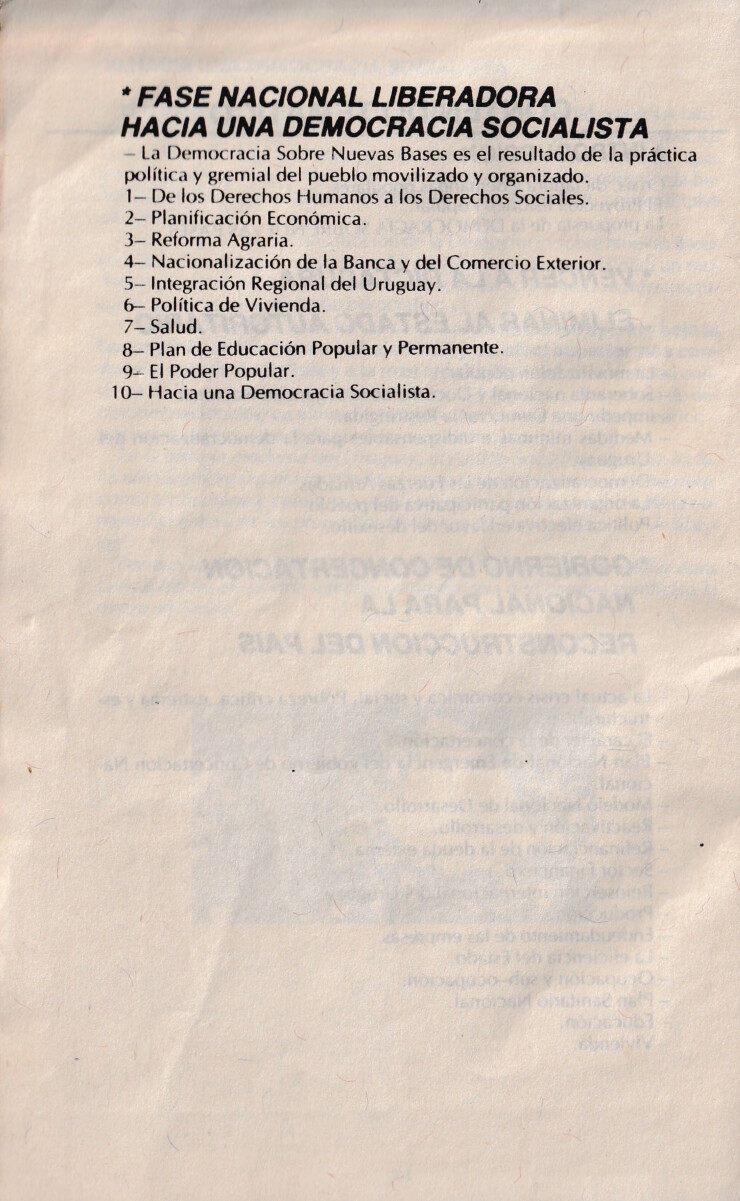 * FASE NACIONAL LIBERADORA
HACIA UNA DEMOCRACIA SOCIALISTA
– La Democracia Sobre Nuevas Bases es el resultado de la práctica
política y gremial del pueblo movilizado y organizado.
1– De los Derechos Humanos a los Derechos Sociales.
2– Planificación Económica.
3– Reforma Agraria.
4– Nacionalización de la Banca y del Comercio Exterior.
5– Integración Regional del Uruguay.
6– Política de Vivienda.
7– Salud.
8– Plan de Educación Popular y Permanente.
9– El Poder Popular.
10– Hacia una Democracia Socialista.